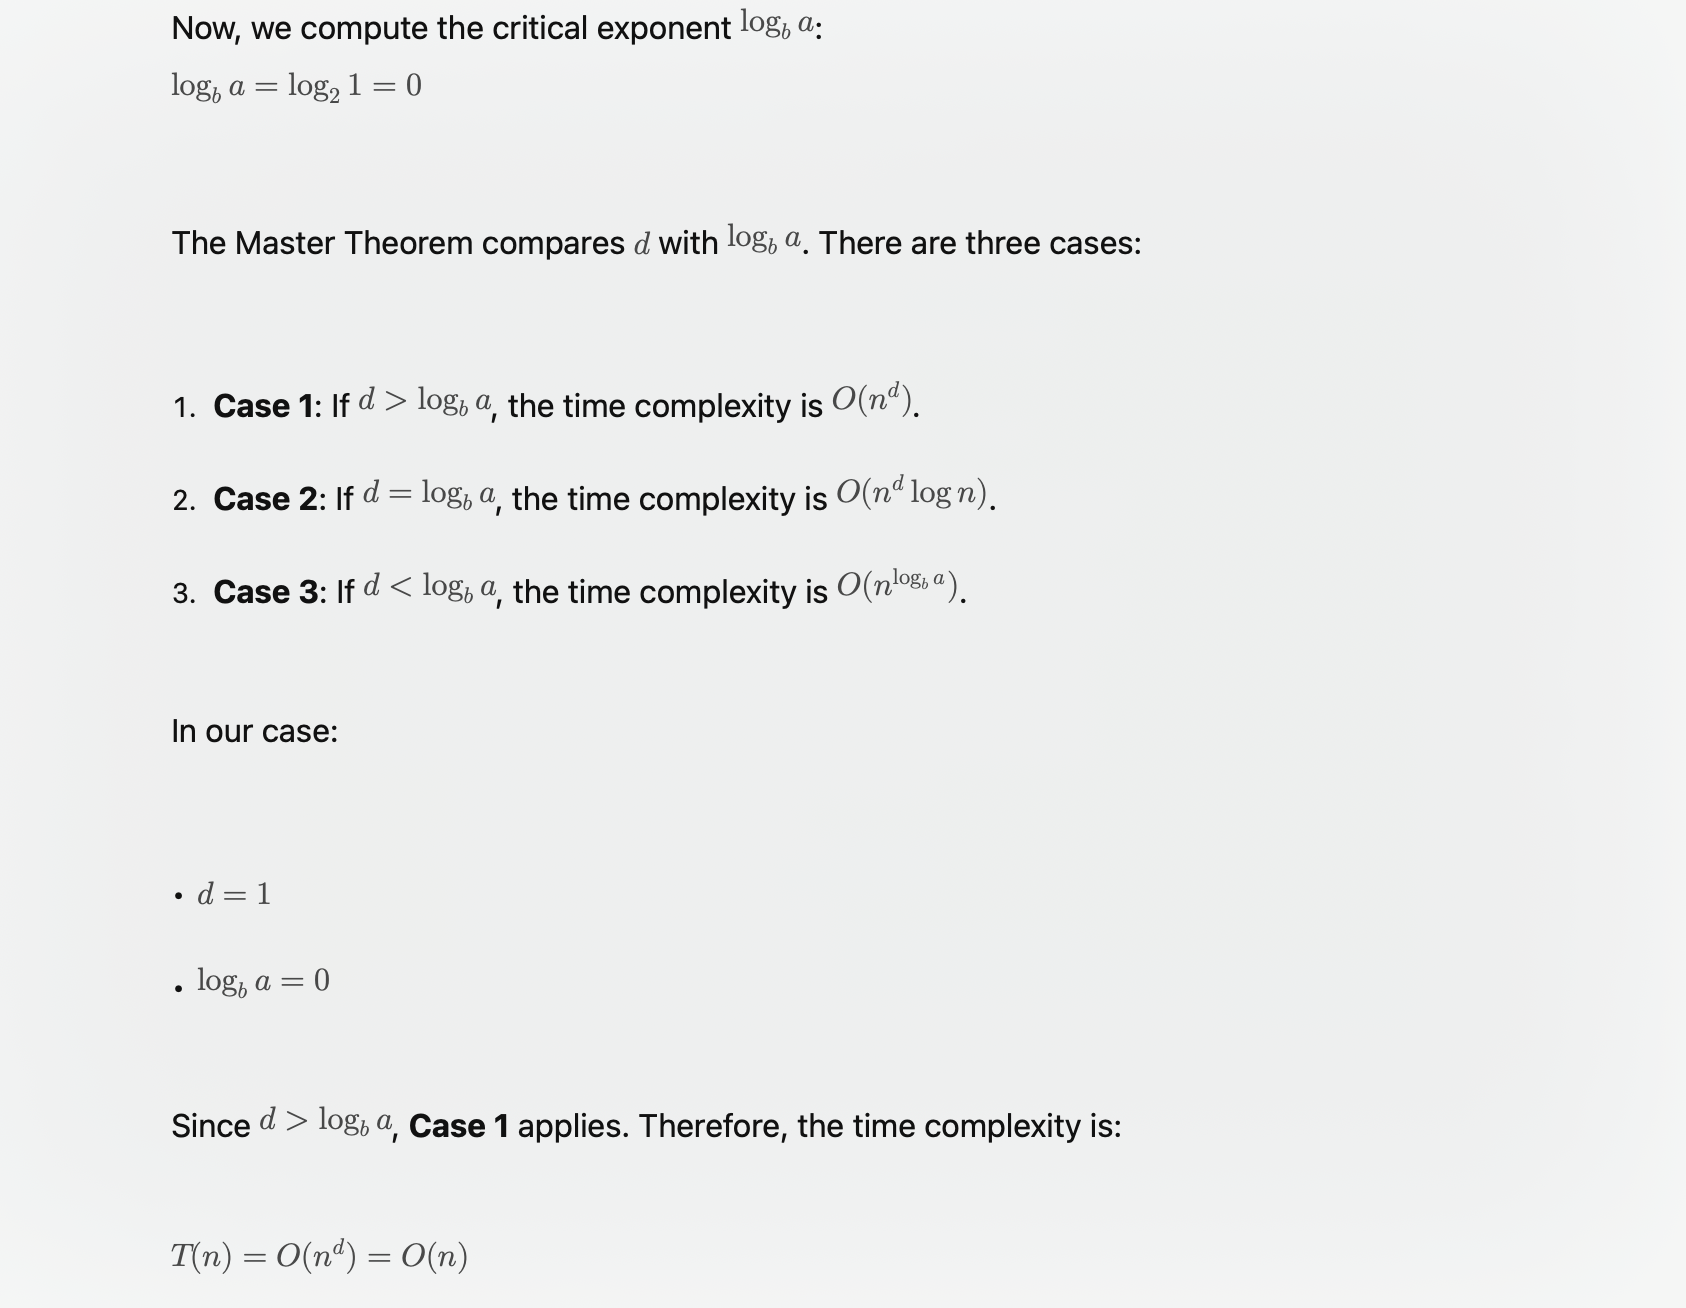 Now, we compute the critical exponent log_b a:
log_b a = log_2 1 = 0
The Master Theorem compares d with log_b a. There are three cases:
1. Case 1: If d > log_b a, the time complexity is O(n^d).
2. Case 2: If d = log_b a, the time complexity is O(n^d log n).
3. Case 3: If d < log_b a, the time complexity is O(n^{log_b a}).
In our case:
• d = 1
• log_b a = 0
Since d > log_b a, Case 1 applies. Therefore, the time complexity is:
T(n) = O(n^d) = O(n)